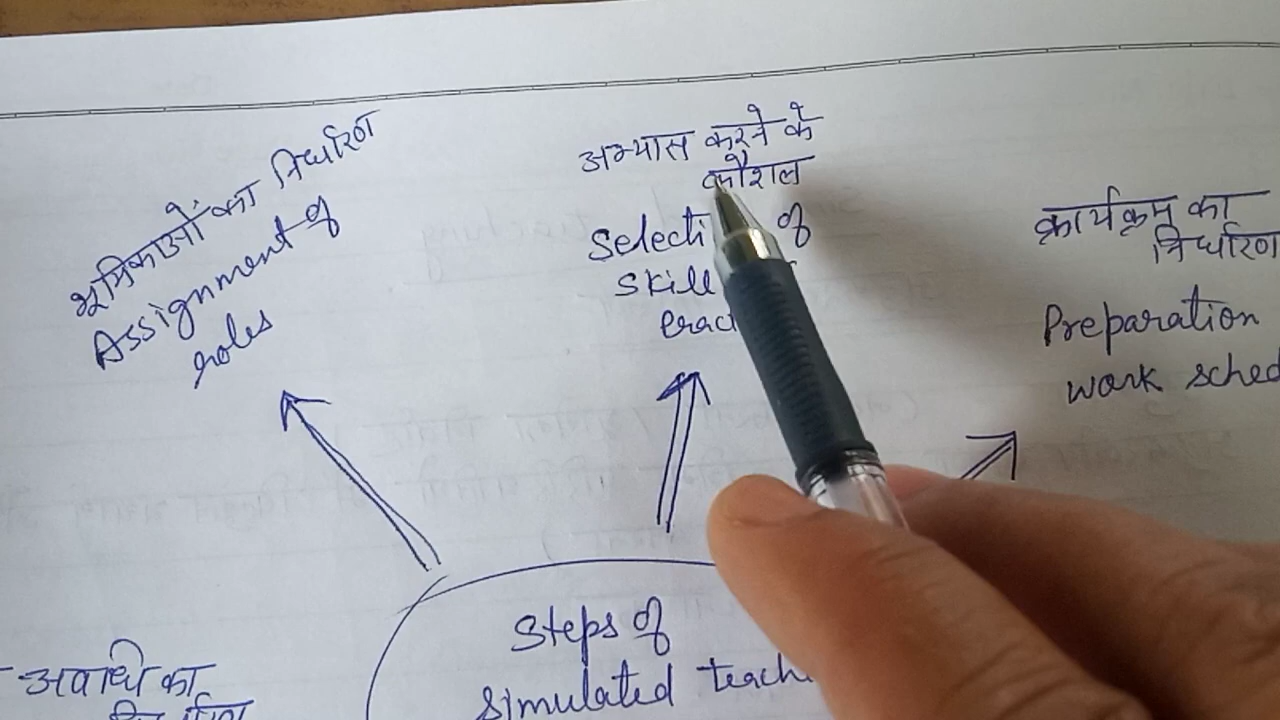 भूमिकाओं का निर्धारण
Assignment of
roles
अभ्यास करने के
कौशल
Selecti of
skill
Prac
कार्यक्रम का
निर्धारण
Preparation
work sched
Steps of
simulated teach
अवधि का